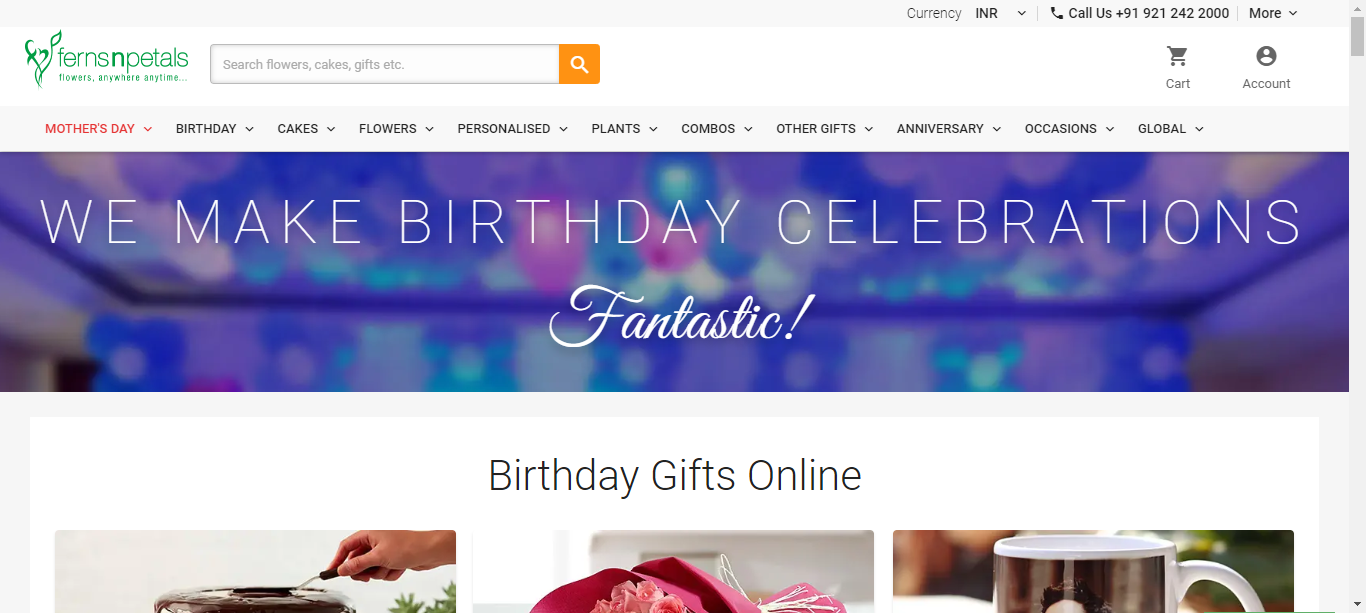 Currency INR Call Us +91 921 242 2000 More
fernsnpetals
flowers, anywhere anytime...
Search flowers, cakes, gifts etc.
Cart Account
MOTHER'S DAY BIRTHDAY CAKES FLOWERS PERSONALISED PLANTS COMBOS OTHER GIFTS ANNIVERSARY OCCASIONS GLOBAL
WE MAKE BIRTHDAY CELEBRATIONS
Fantastic!
Birthday Gifts Online